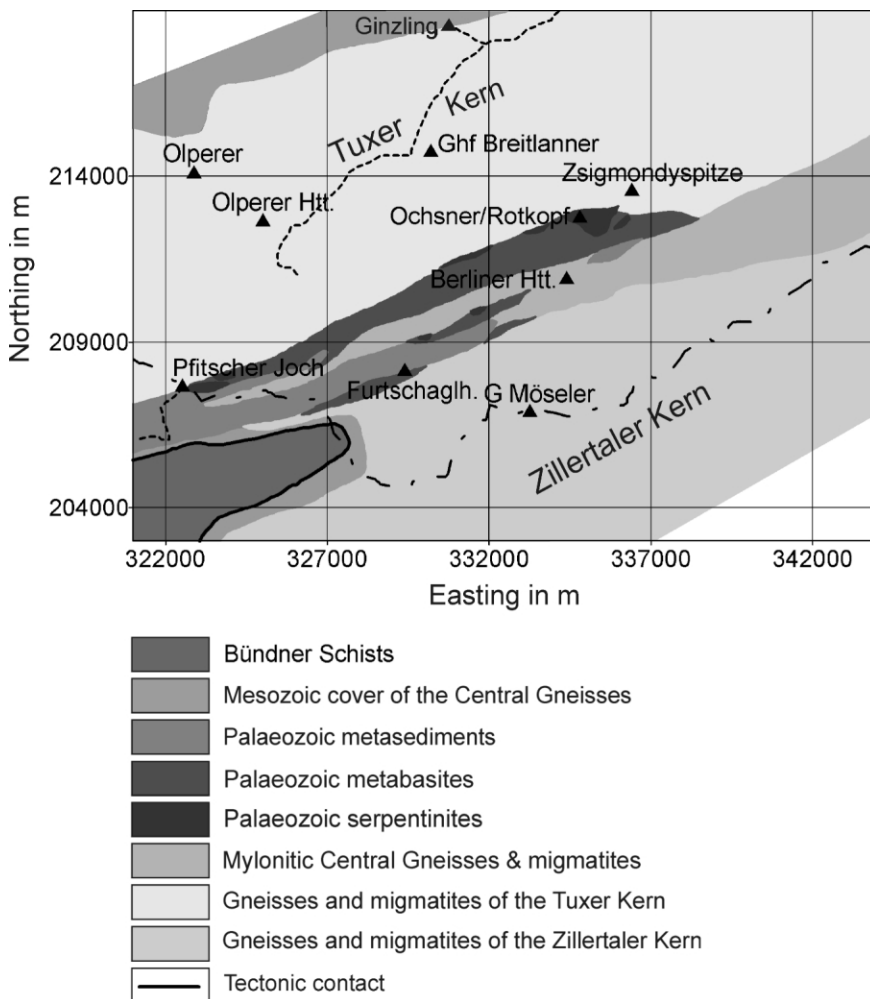 Ginzling
Tuxer Kern
Olperer
Ghf Breitlanner
Zsigmondyspitze
Olperer Htt.
Ochsner/Rotkopf
Berliner Htt.
Pfitscher Joch
Furtschaglh.
G Möseler
Zillertaler Kern
214000
209000
204000
Northing in m
322000 327000 332000 337000 342000
Easting in m
Bündner Schists
Mesozoic cover of the Central Gneisses
Palaeozoic metasediments
Palaeozoic metabasites
Palaeozoic serpentinites
Mylonitic Central Gneisses & migmatites
Gneisses and migmatites of the Tuxer Kern
Gneisses and migmatites of the Zillertaler Kern
Tectonic contact